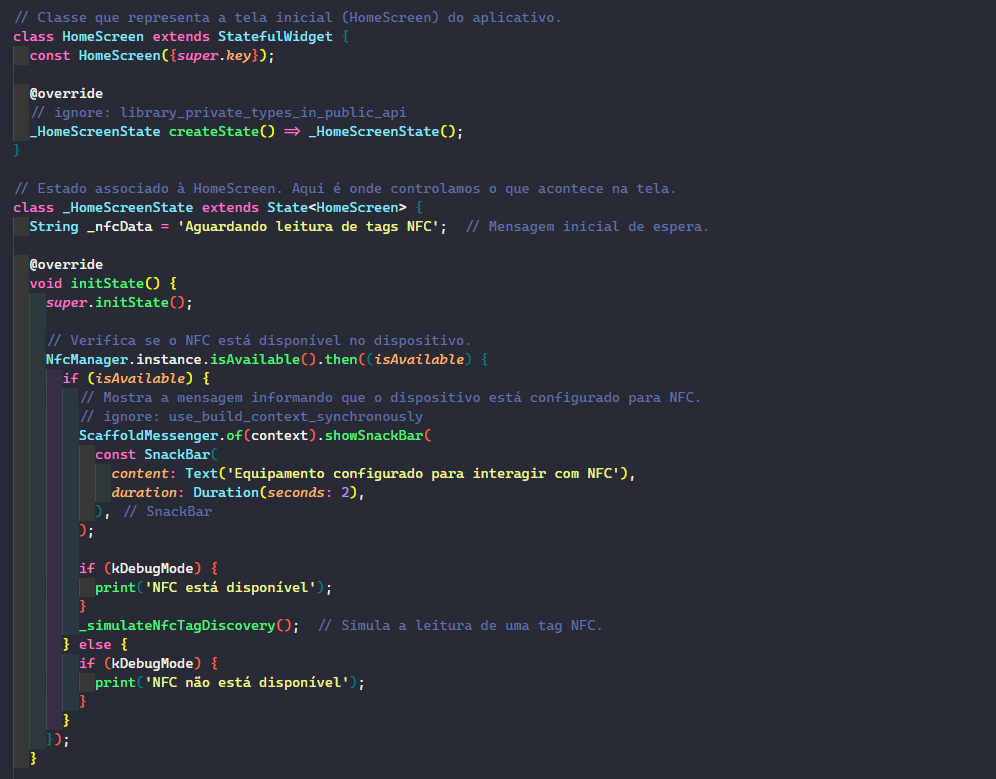 // Classe que representa a tela inicial (HomeScreen) do aplicativo.
class HomeScreen extends StatefulWidget {
  const HomeScreen({super.key});

  @override
  // ignore: library_private_types_in_public_api
  _HomeScreenState createState() => _HomeScreenState();
}

// Estado associado à HomeScreen. Aqui é onde controlamos o que acontece na tela.
class _HomeScreenState extends State<HomeScreen> {
  String _nfcData = 'Aguardando leitura de tags NFC';  // Mensagem inicial de espera.

  @override
  void initState() {
    super.initState();

    // Verifica se o NFC está disponível no dispositivo.
    NfcManager.instance.isAvailable().then((isAvailable) {
      if (isAvailable) {
        // Mostra a mensagem informando que o dispositivo está configurado para NFC.
        // ignore: use_build_context_synchronously
        ScaffoldMessenger.of(context).showSnackBar(
          const SnackBar(
            content: Text('Equipamento configurado para interagir com NFC'),
            duration: Duration(seconds: 2),
          ), // SnackBar
        );

        if (kDebugMode) {
          print('NFC está disponível');
        }
        _simulateNfcTagDiscovery();  // Simula a leitura de uma tag NFC.
      } else {
        if (kDebugMode) {
          print('NFC não está disponível');
        }
      }
    });
  }